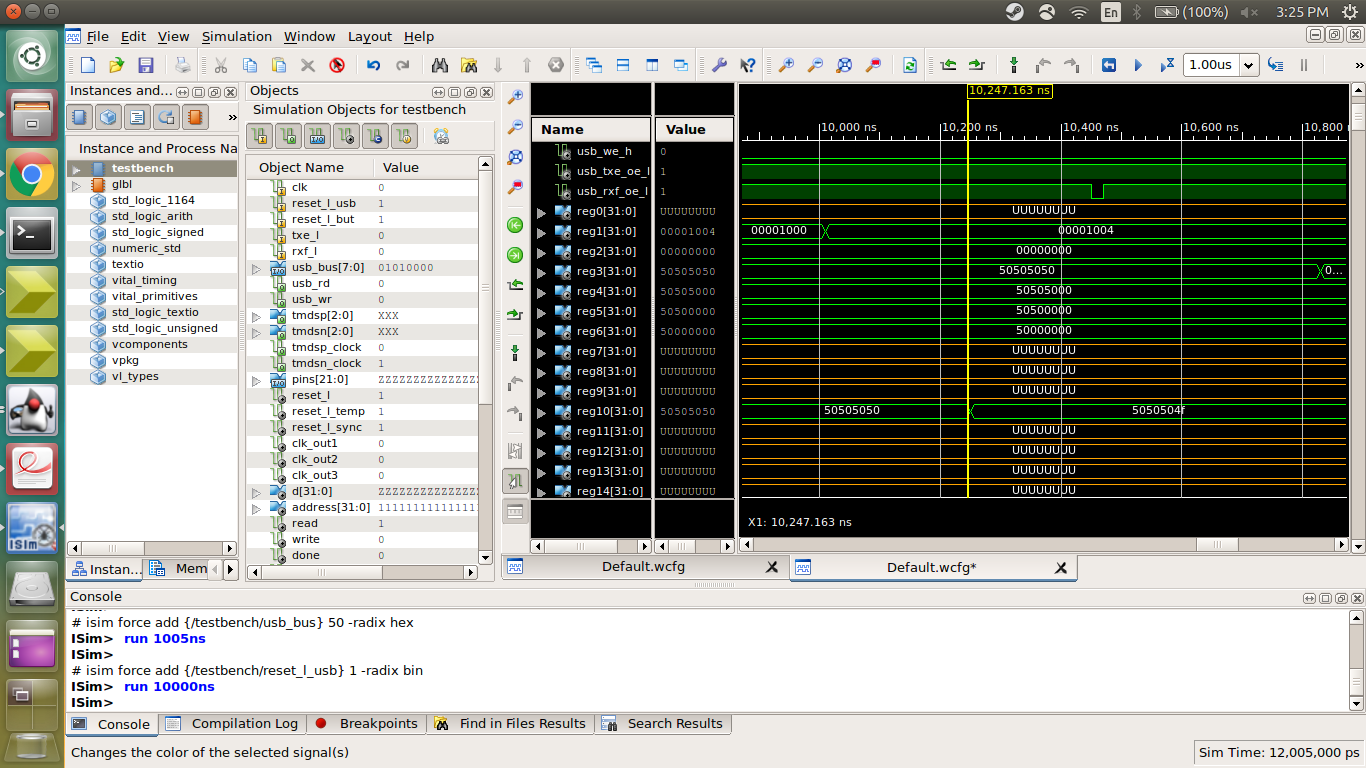 En (100%) 3:25 PM
File Edit View Simulation Window Layout Help
1.00us
»
Instances and... Objects
Simulation Objects for testbench
»
Instance and Process Na
testbench
glbl
std_logic_1164
std_logic_arith
std_logic_signed
numeric_std
textio
vital_timing
vital_primitives
std_logic_textio
std_logic_unsigned
vcomponents
vpkg
vl_types
Instan... Mem
Object Name Value
clk 0
reset_l_usb 1
reset_l_but 1
txe_l 0
rxf_l 0
usb_bus[7:0] 01010000
usb_rd 0
usb_wr 0
tmdsp[2:0] XXX
tmdsn[2:0] XXX
tmdsp_clock 0
tmdsn_clock 1
pins[21:0] ZZZZZZZZZZZZZZZ
reset_l 1
reset_l_temp 1
reset_l_sync 1
clk_out1 0
clk_out2 0
clk_out3 0
d[31:0] ZZZZZZZZZZZZZZZ
address[31:0] 111111111111111
read 1
write 0
done 0
Name Value
usb_we_h 0
usb_txe_oe_l 1
usb_rxf_oe_l 1
reg0[31:0] UUUUUUUU
reg1[31:0] 00001004
reg2[31:0] 00000000
reg3[31:0] 50505050
reg4[31:0] 50505000
reg5[31:0] 50500000
reg6[31:0] 50000000
reg7[31:0] UUUUUUUU
reg8[31:0] UUUUUUUU
reg9[31:0] UUUUUUUU
reg10[31:0] 50505050
reg11[31:0] UUUUUUUU
reg12[31:0] UUUUUUUU
reg13[31:0] UUUUUUUU
reg14[31:0] UUUUUUUU
10,247.163 ns
10,000 ns 10,200 ns 10,400 ns 10,600 ns 10,800
UUUUUUUU
00001000 00001004
00000000
50505050 0...
50505000
50500000
50000000
UUUUUUUU
UUUUUUUU
UUUUUUUU
50505050 5050504f
UUUUUUUU
UUUUUUUU
UUUUUUUU
UUUUUUUU
X1: 10,247.163 ns
Default.wcfg Default.wcfg*
Console
ISim>
# isim force add {/testbench/usb_bus} 50 -radix hex
ISim> run 1005ns
ISim>
# isim force add {/testbench/reset_l_usb} 1 -radix bin
ISim> run 10000ns
ISim>
Console Compilation Log Breakpoints Find in Files Results Search Results
Changes the color of the selected signal(s) Sim Time: 12,005,000 ps
ISim